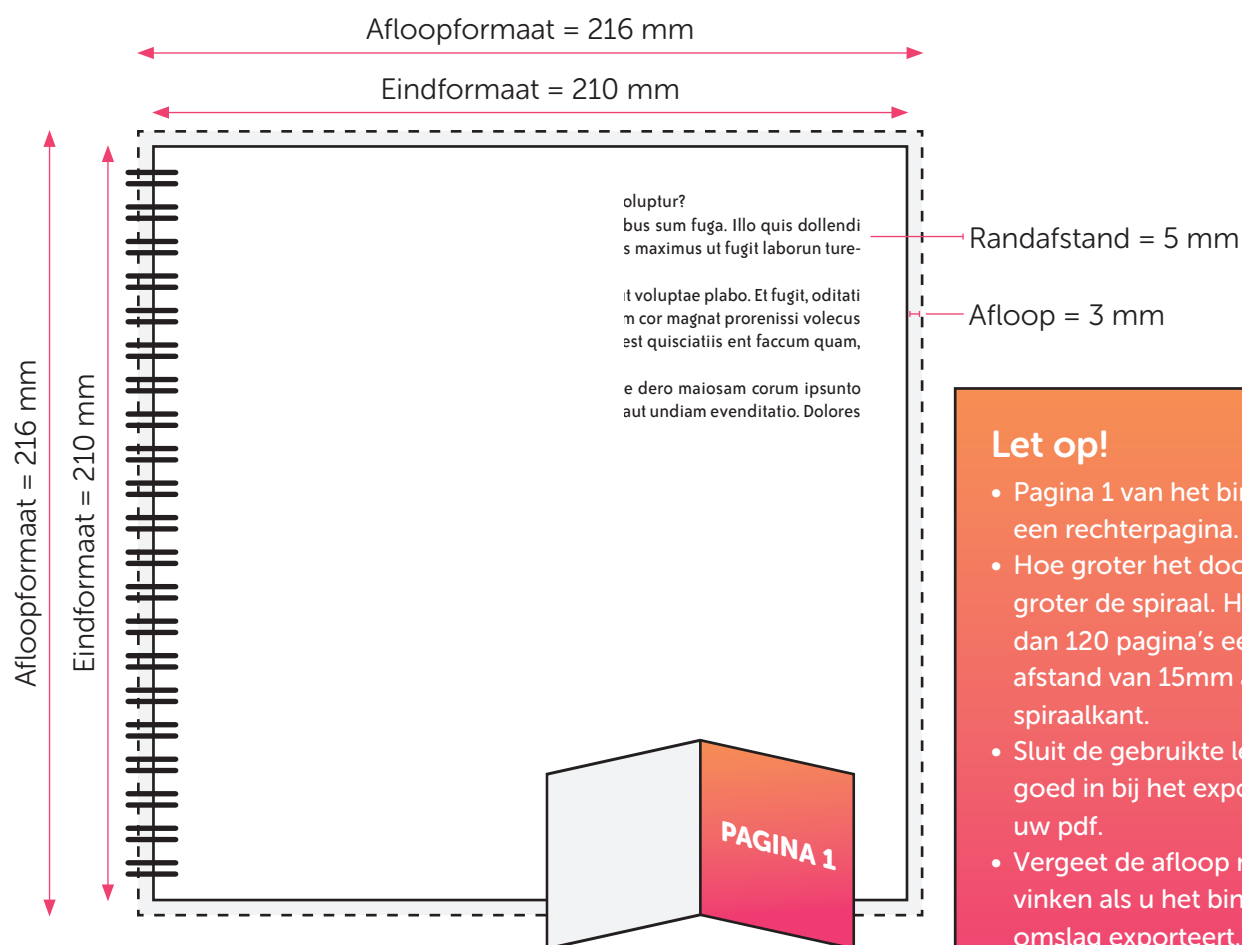 Afloopformaat = 216 mm
Eindformaat = 210 mm
Afloopformaat = 216 mm
Eindformaat = 210 mm
oluptur?
bus sum fuga. Illo quis dollendi
s maximus ut fugit laborun ture-
t voluptae plabo. Et fugit, oditati
m cor magnat prorenissi volecus
est quisciatiis ent faccum quam,
e dero maiosam corum ipsunto
aut undiam evenditatio. Dolores
Randafstand = 5 mm
Afloop = 3 mm
PAGINA 1
Let op!
• Pagina 1 van het bin
een rechterpagina.
• Hoe groter het doo
groter de spiraal. H
dan 120 pagina's ee
afstand van 15mm
spiraalkant.
• Sluit de gebruikte le
goed in bij het expo
uw pdf.
• Vergeet de afloop
vinken als u het bin
omslag exporteert.